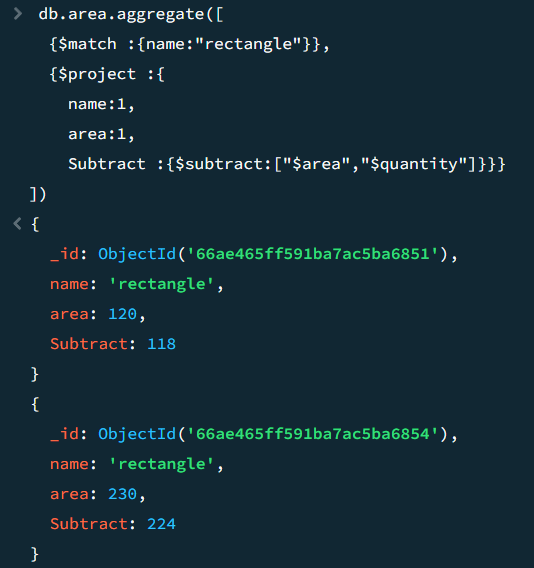 > db.area.aggregate([
{$match :{name:"rectangle"}},
{$project :{
name:1,
area:1,
Subtract :{$subtract:["$area","$quantity"]}}}
])
< {
_id: ObjectId('66ae465ff591ba7ac5ba6851'),
name: 'rectangle',
area: 120,
Subtract: 118
}
{
_id: ObjectId('66ae465ff591ba7ac5ba6854'),
name: 'rectangle',
area: 230,
Subtract: 224
}